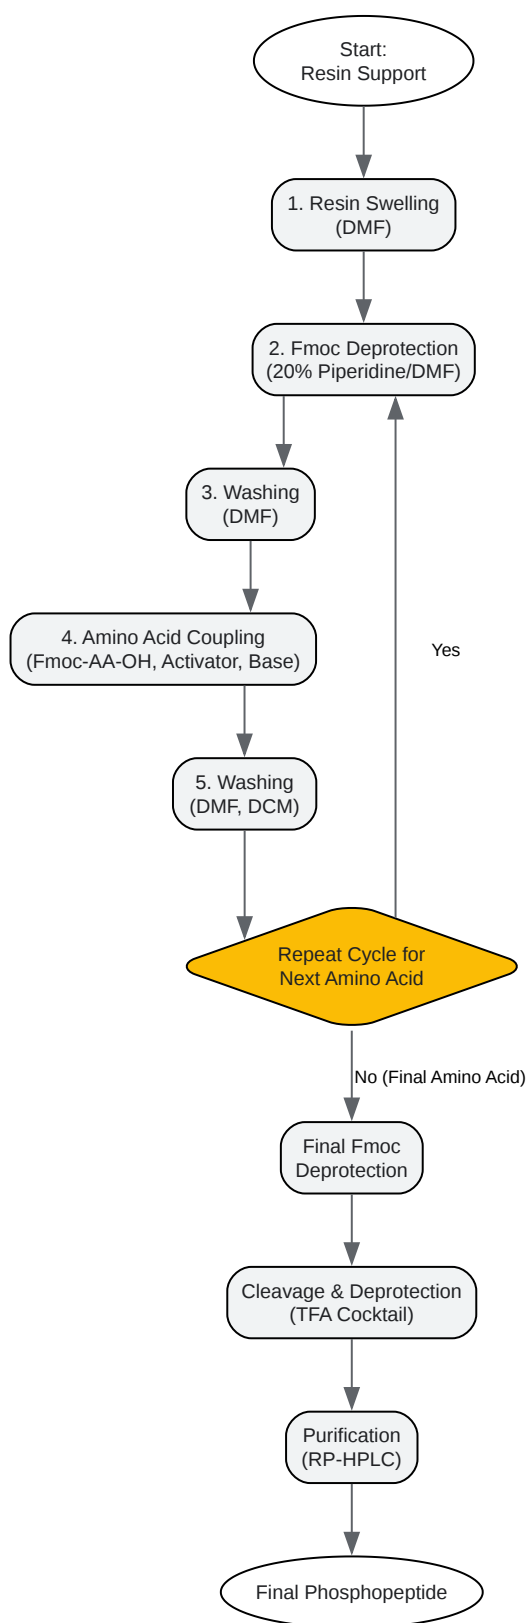 Start:
Resin Support
1. Resin Swelling
(DMF)
2. Fmoc Deprotection
(20% Piperidine/DMF)
3. Washing
(DMF)
4. Amino Acid Coupling
(Fmoc-AA-OH, Activator, Base)
Yes
5. Washing
(DMF, DCM)
Repeat Cycle for
Next Amino Acid
No (Final Amino Acid)
Final Fmoc
Deprotection
Cleavage & Deprotection
(TFA Cocktail)
Purification
(RP-HPLC)
Final Phosphopeptide